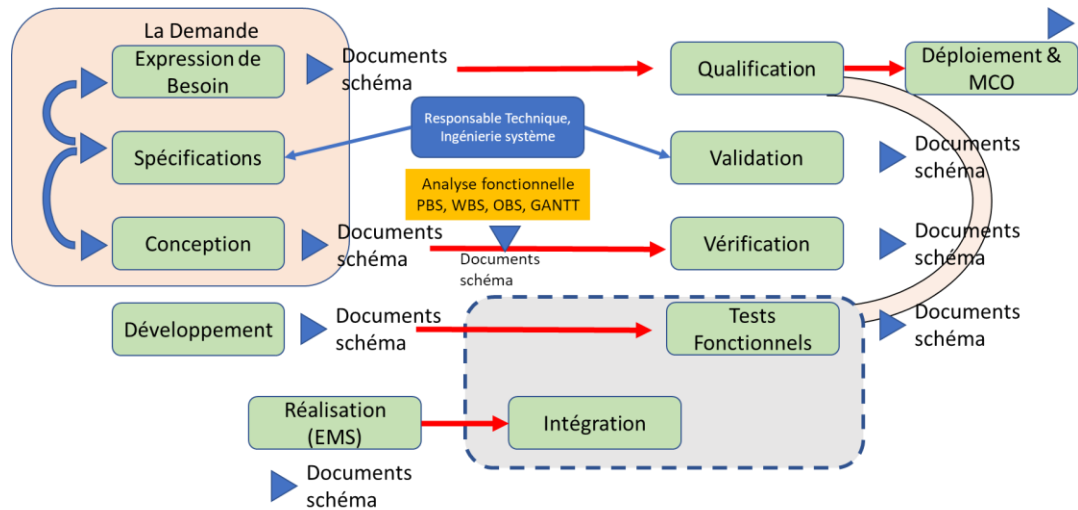 La Demande
Expression de
Besoin
Documents
schéma
Qualification
Déploiement &
MCO
Responsable Technique,
Ingénierie système
Spécifications
Validation
Documents
schéma
Analyse fonctionnelle
PBS, WBS, OBS, GANTT
Conception
Documents
schéma
Documents
schéma
Vérification
Documents
schéma
Développement
Documents
schéma
Tests
Fonctionnels
Documents
schéma
Réalisation
(EMS)
Intégration
Documents
schéma